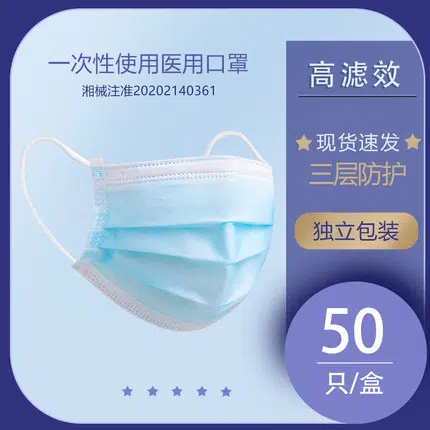 一次性使用医用口罩
湘械注准20202140361
高滤效
现货速发
三层防护
独立包装
50
只/盒